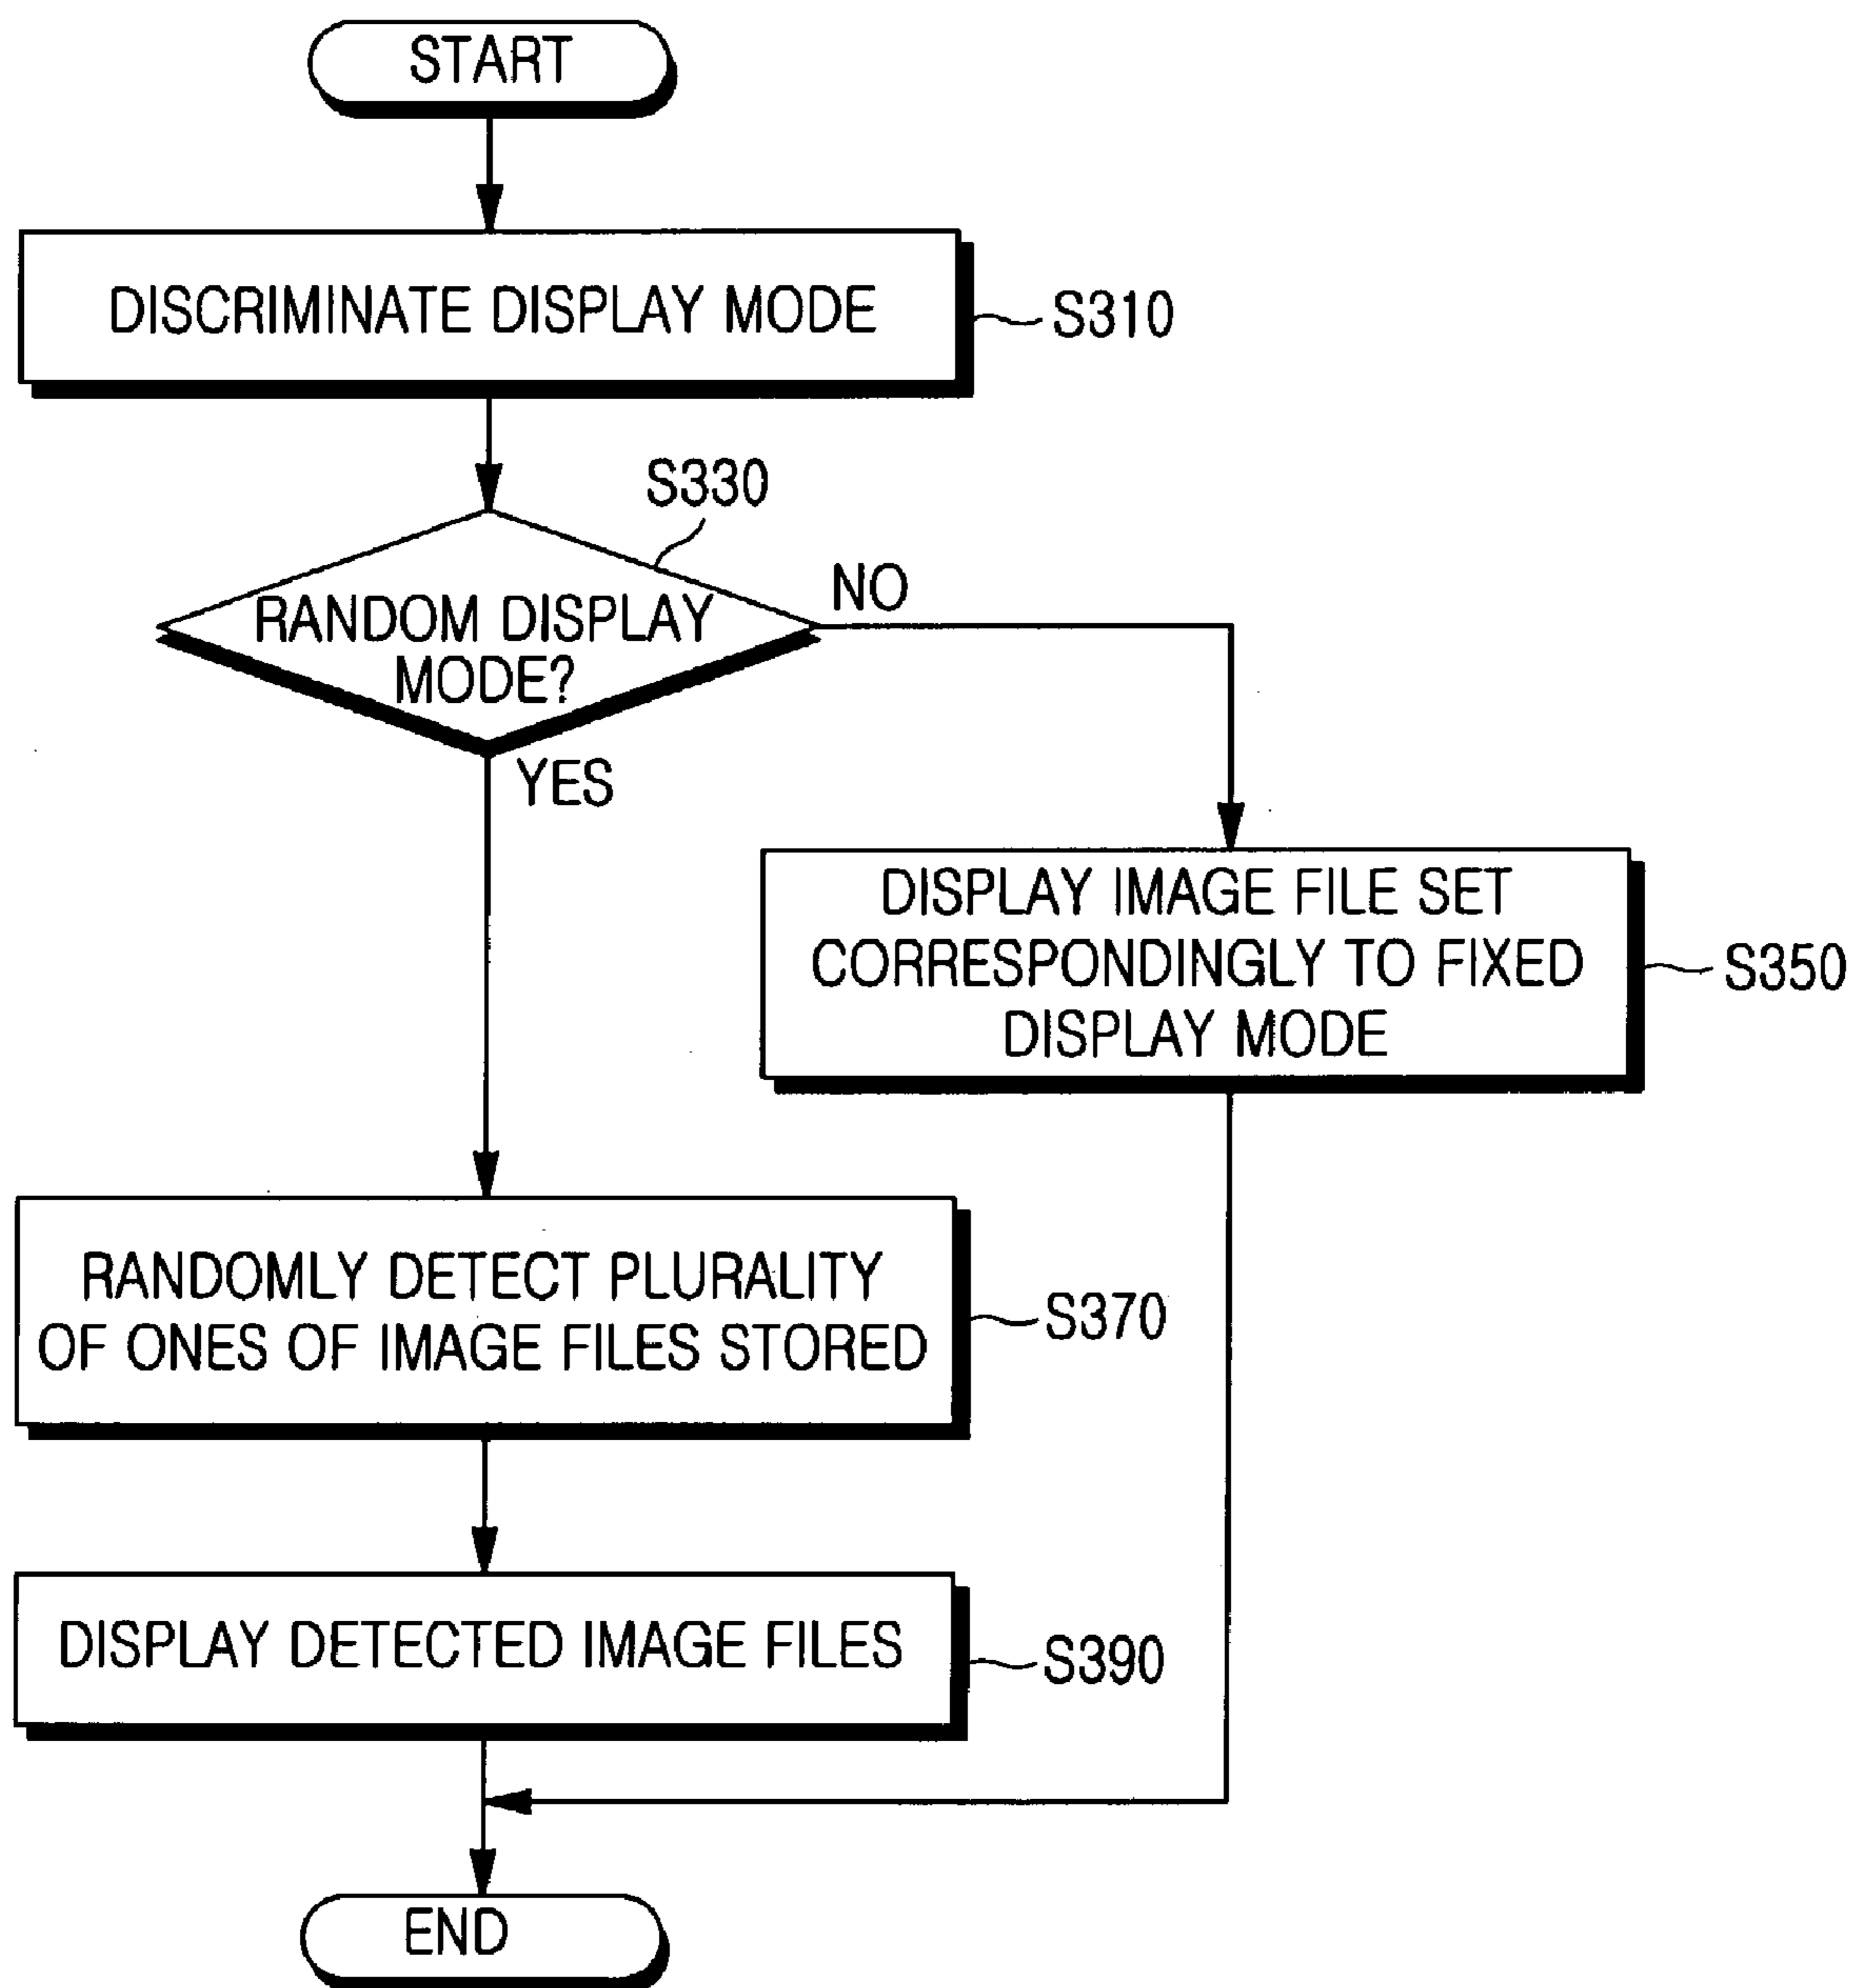 START
DISCRIMINATE DISPLAY MODE
S310
S330
RANDOM DISPLAY
MODE?
NO
YES
DISPLAY IMAGE FILE SET
CORRESPONDINGLY TO FIXED
DISPLAY MODE
S350
RANDOMLY DETECT PLURALITY
OF ONES OF IMAGE FILES STORED
S370
DISPLAY DETECTED IMAGE FILES
S390
END